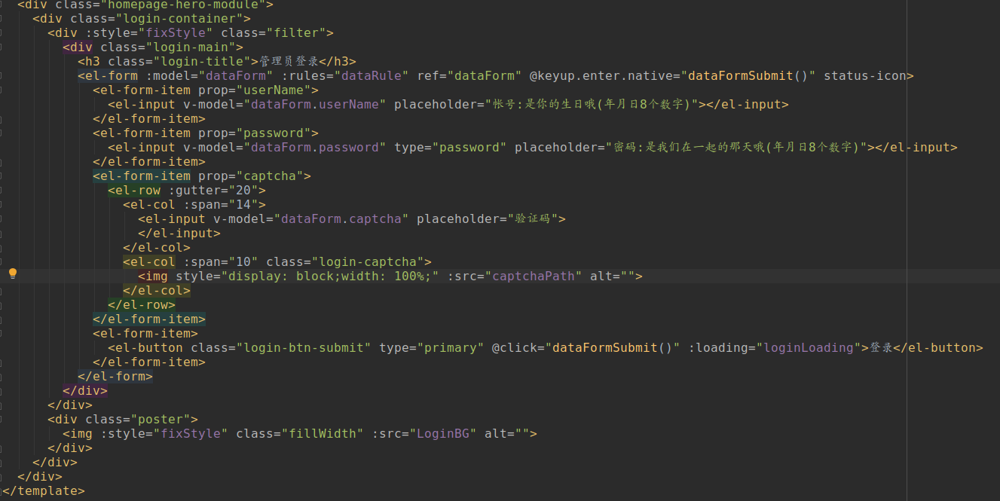 <div class="homepage-hero-module">
<div class="login-container">
<div :style="fixStyle" class="filter">
<div class="login-main">
<h3 class="login-title">管理员登录</h3>
<el-form :model="dataForm" :rules="dataRule" ref="dataForm" @keyup.enter.native="dataFormSubmit()" status-icon>
<el-form-item prop="userName">
<el-input v-model="dataForm.userName" placeholder="帐号:是你的生日哦(年月日8个数字)"></el-input>
</el-form-item>
<el-form-item prop="password">
<el-input v-model="dataForm.password" type="password" placeholder="密码:是我们在一起的那天哦(年月日8个数字)"></el-input>
</el-form-item>
<el-form-item prop="captcha">
<el-row :gutter="20">
<el-col :span="14">
<el-input v-model="dataForm.captcha" placeholder="验证码">
</el-input>
</el-col>
<el-col :span="10" class="login-captcha">
<img style="display: block;width: 100%;" :src="captchaPath" alt="">
</el-col>
</el-row>
</el-form-item>
<el-form-item>
<el-button class="login-btn-submit" type="primary" @click="dataFormSubmit()" :loading="loginLoading">登录</el-button>
</el-form-item>
</el-form>
</div>
</div>
<div class="poster">
<img :style="fixStyle" class="fillWidth" :src="LoginBG" alt="">
</div>
</div>
</div>
</template>